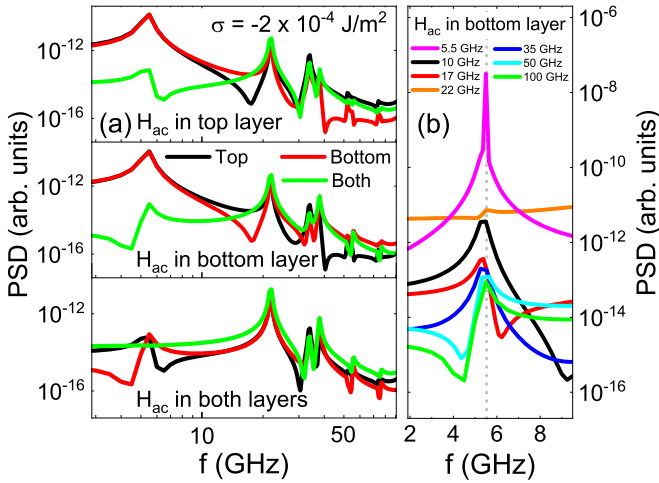 σ = -2 x 10⁻⁴ J/m²
10⁻¹²
10⁻¹⁶
(a) H_ac in top layer
Top Bottom
Both
10⁻¹²
10⁻¹⁶
H_ac in bottom layer
10⁻¹²
10⁻¹⁶
H_ac in both layers
10 50
f (GHz)
PSD (arb. units)
H_ac in bottom layer
5.5 GHz 35 GHz
10 GHz 50 GHz
17 GHz 100 GHz
22 GHz
(b)
10⁻⁶
10⁻⁸
10⁻¹⁰
10⁻¹²
10⁻¹⁴
10⁻¹⁶
2 4 6 8
f (GHz)
PSD (arb. units)